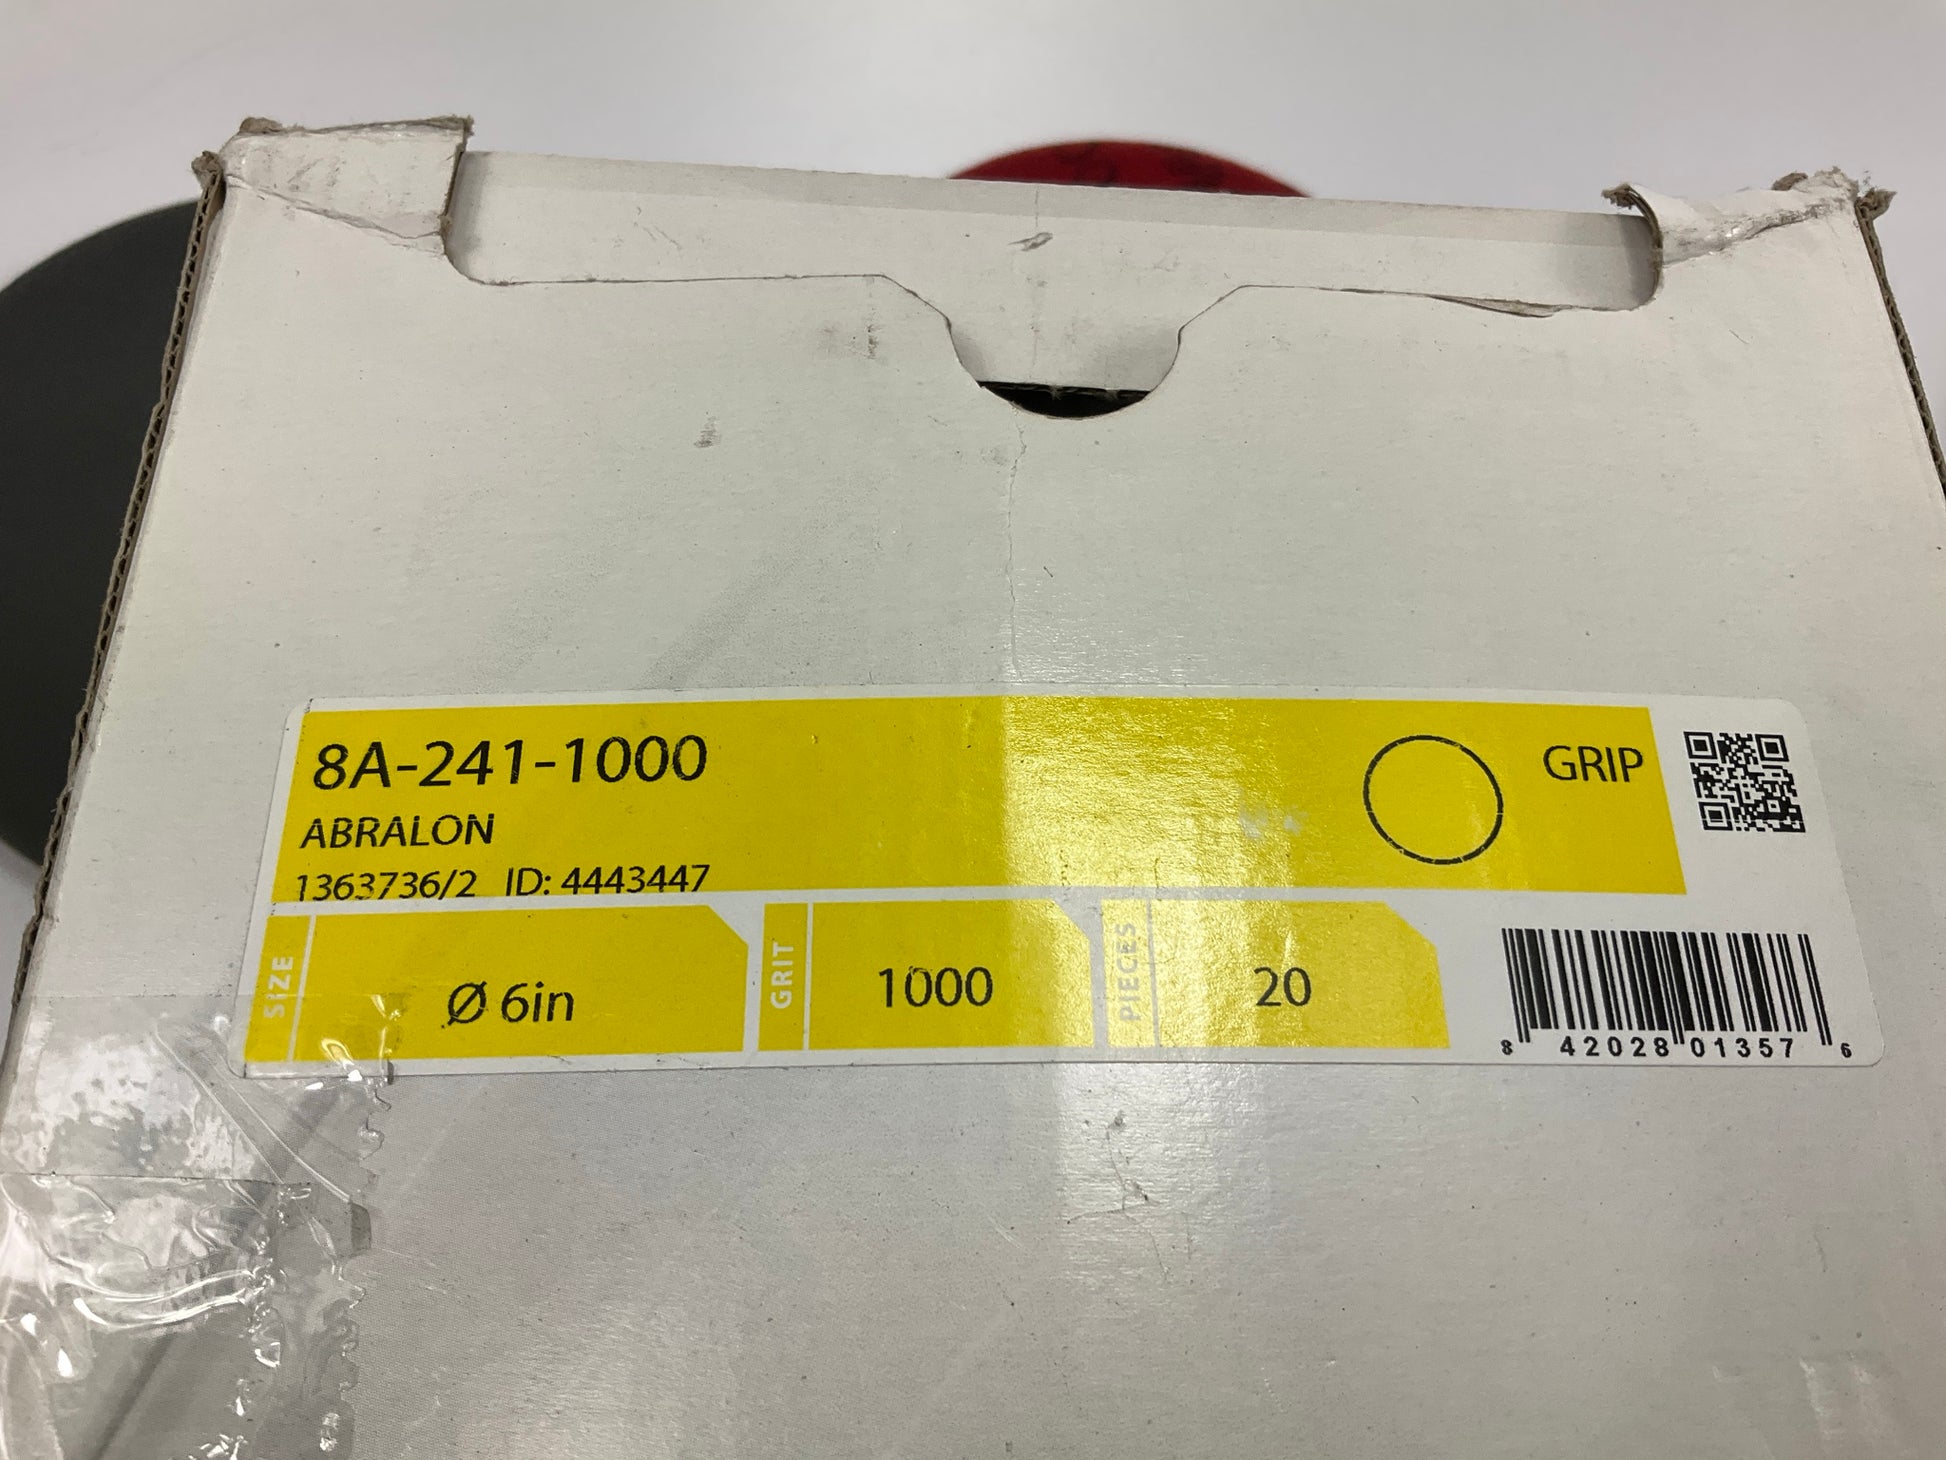 8A-241-1000
GRIP
ABRALON
1363736/2 ID: 4443447
SIZE
Ø 6in
GRIT
1000
PIECES
20
8 42028 01357 6